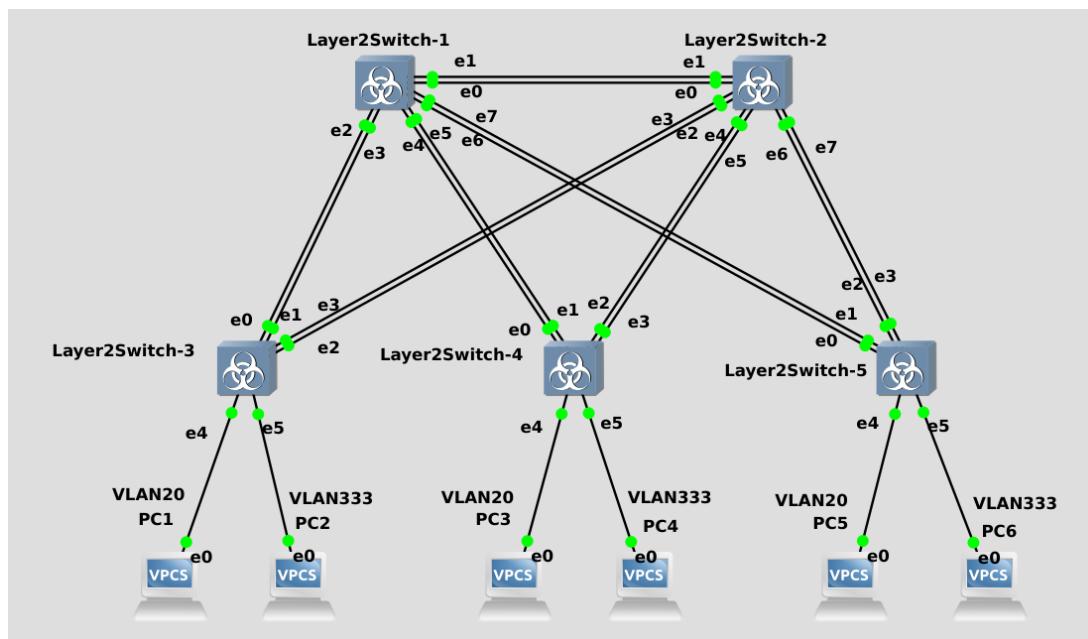 Layer2Switch-1
Layer2Switch-2
e1
e1
e0
e0
e7
e3
e2
e5
e2
e4
e6
e7
e3
e4
e6
e5
e3
e2
e3
e0
e1
e1
e2
e1
e0
e3
e0
e2
Layer2Switch-3
Layer2Switch-4
Layer2Switch-5
e4
e5
e4
e5
e4
e5
VLAN20
VLAN333
VLAN20
VLAN333
VLAN20
VLAN333
PC1
PC2
PC3
PC4
PC5
PC6
e0
e0
e0
e0
e0
e0
VPCS
VPCS
VPCS
VPCS
VPCS
VPCS